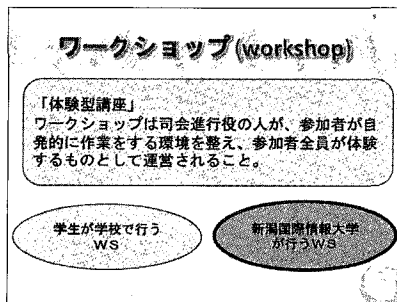 ワークショップ(workshop)
「体験型講座」
ワークショップは司会進行役の人が、参加者が自
発的に作業をする環境を整え、参加者全員が体験
するものとして運営されること。
学生が学校で行う
WS
新潟国際情報大学
が行うWS